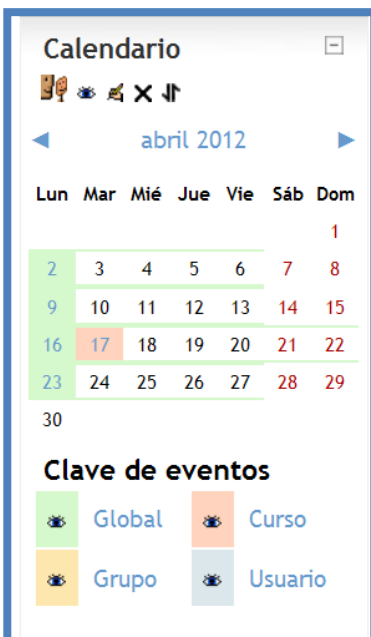 Calendario
abril 2012
Lun Mar Mié Jue Vie Sáb Dom
1
2 3 4 5 6 7 8
9 10 11 12 13 14 15
16 17 18 19 20 21 22
23 24 25 26 27 28 29
30
Clave de eventos
Global Curso
Grupo Usuario